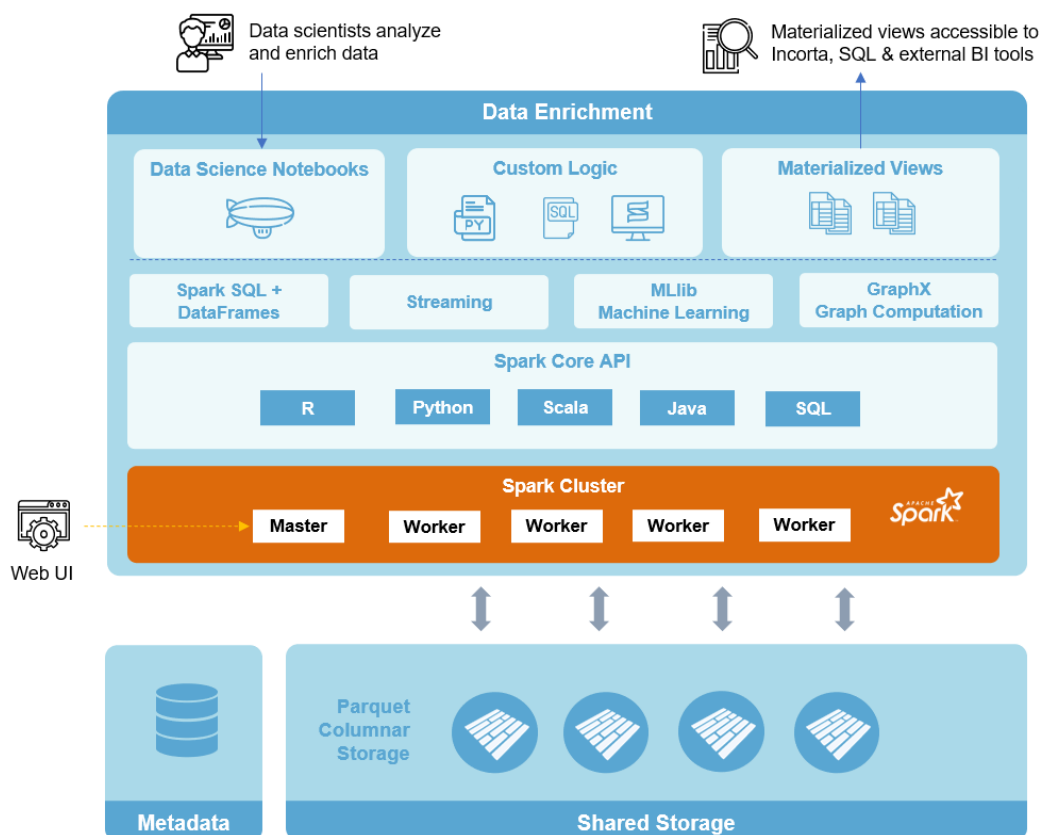 Data scientists analyze
and enrich data
Materialized views accessible to
Incorta, SQL & external BI tools
Data Enrichment
Data Science Notebooks
Custom Logic
PY
SQL
Materialized Views
Spark SQL +
DataFrames
Streaming
MLlib
Machine Learning
GraphX
Graph Computation
Spark Core API
R
Python
Scala
Java
SQL
Spark Cluster
Master
Worker
Worker
Worker
Worker
APACHE
Spark
Web UI
Parquet
Columnar
Storage
Metadata
Shared Storage